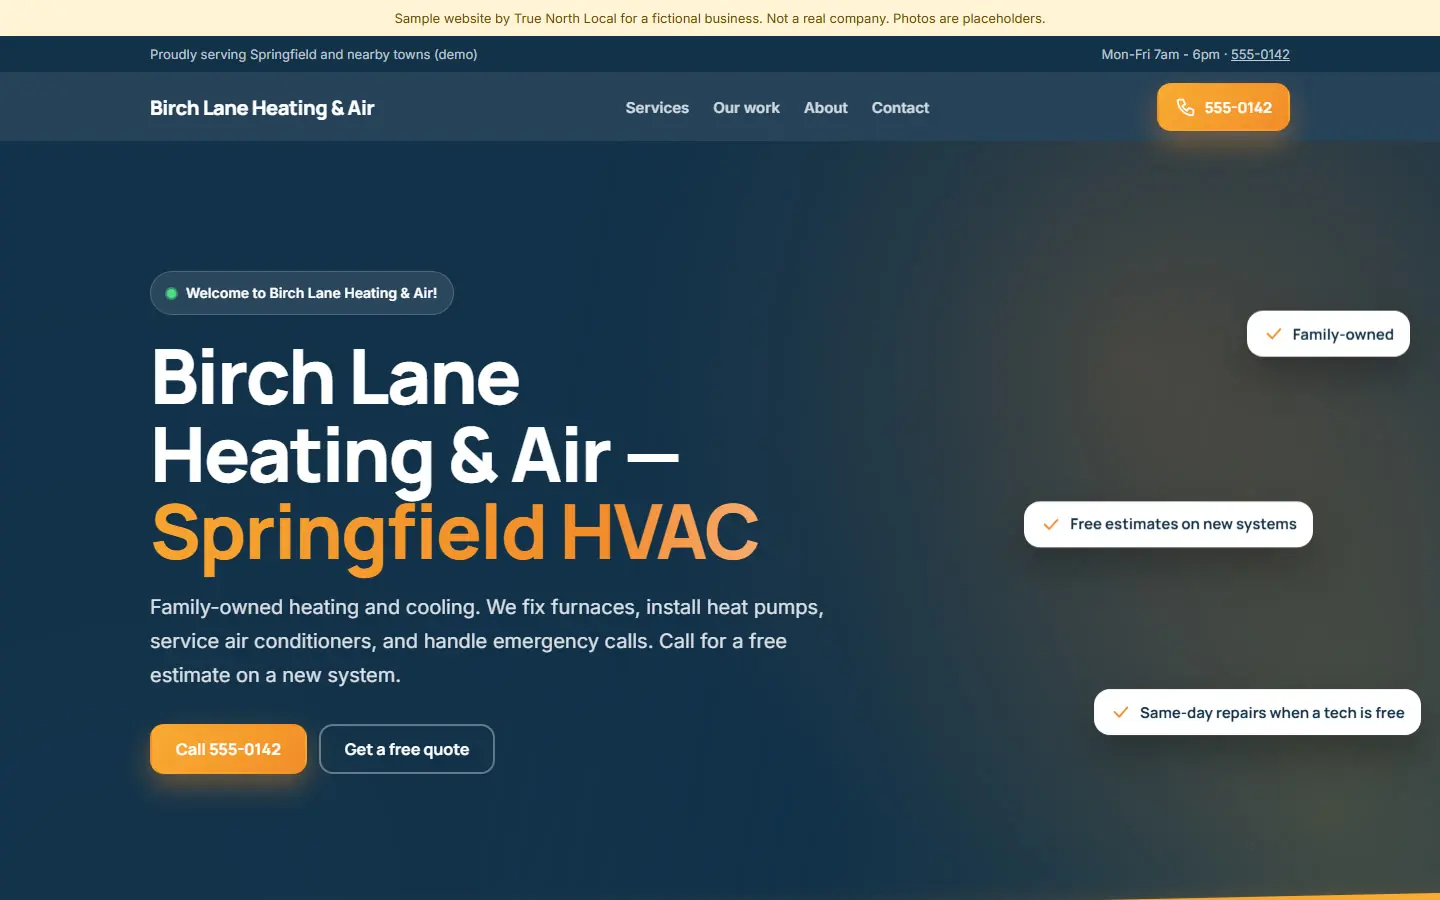 Sample website by True North Local for a fictional business. Not a real company. Photos are placeholders.
Proudly serving Springfield and nearby towns (demo)
Mon-Fri 7am - 6pm · 555-0142
Birch Lane Heating & Air
Services
Our work
About
Contact
555-0142
Welcome to Birch Lane Heating & Air!
Birch Lane
Heating & Air —
Springfield HVAC
Family-owned heating and cooling. We fix furnaces, install heat pumps,
service air conditioners, and handle emergency calls. Call for a free
estimate on a new system.
Call 555-0142
Get a free quote
Family-owned
Free estimates on new systems
Same-day repairs when a tech is free